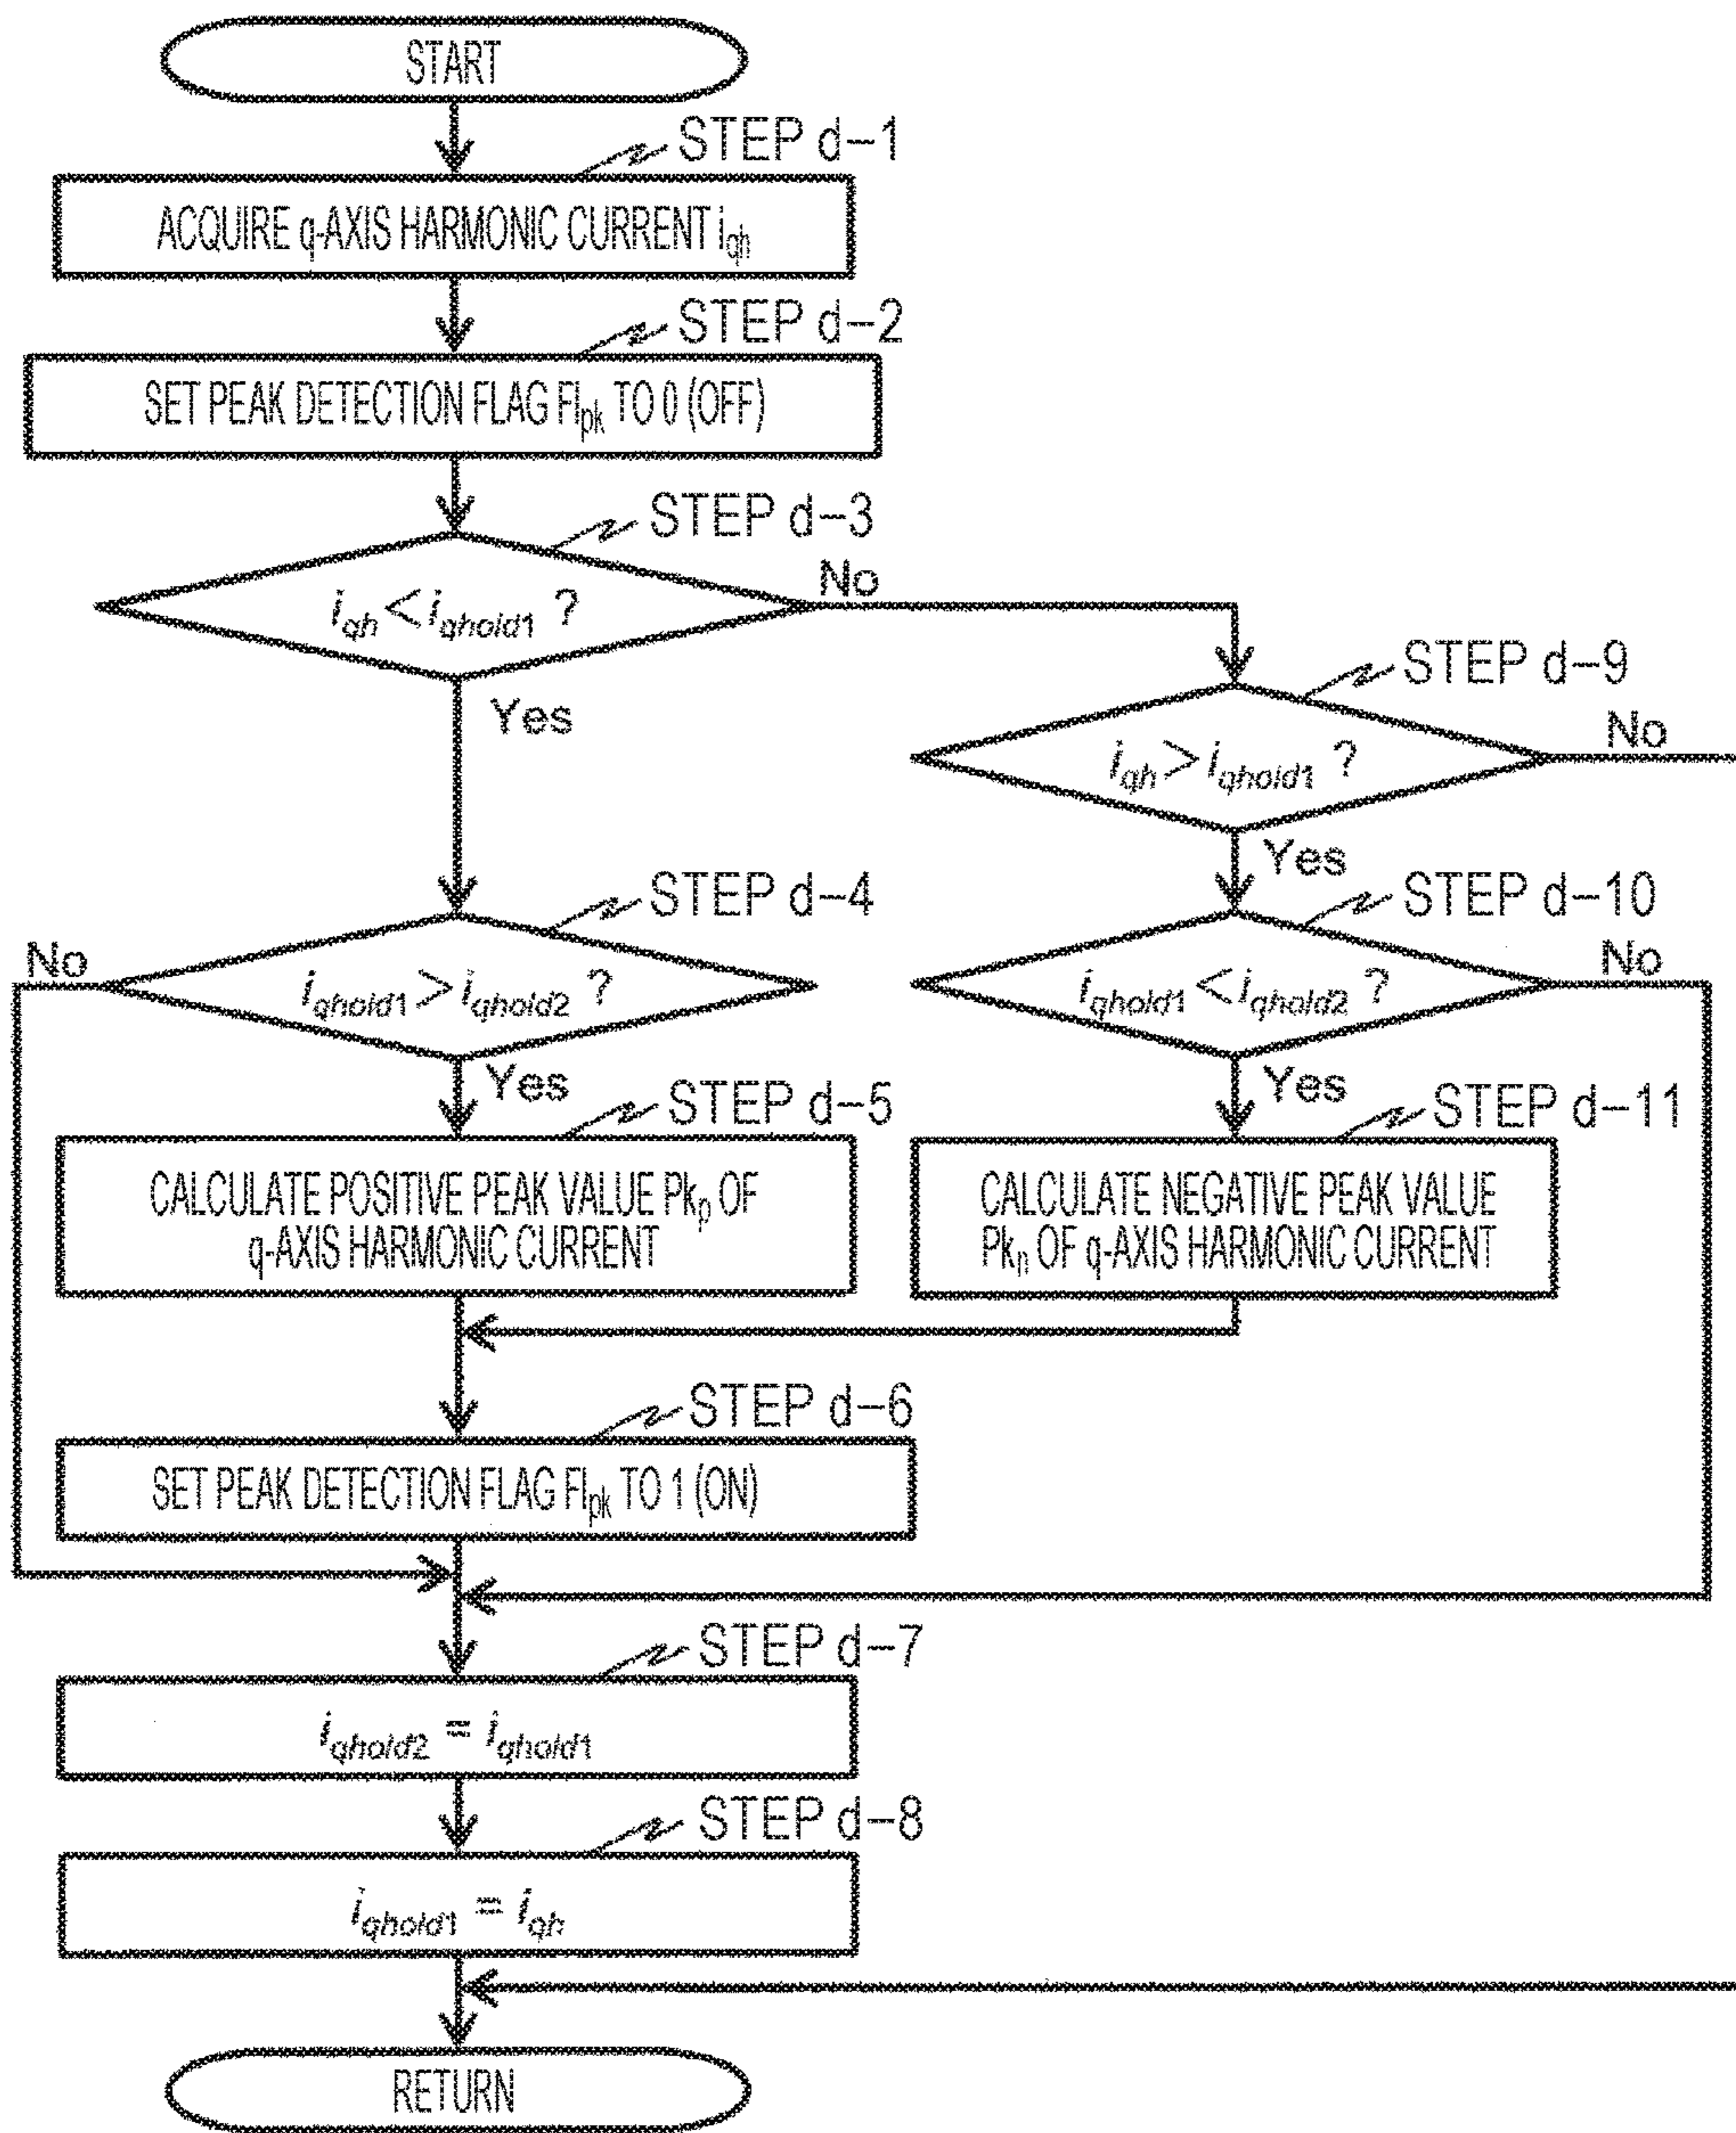 START
STEP d-1
ACQUIRE q-AXIS HARMONIC CURRENT iqh
STEP d-2
SET PEAK DETECTION FLAG Flpk TO 0 (OFF)
STEP d-3
iqh < iqhold1 ?
No
Yes
STEP d-9
iqh > iqhold1 ?
No
Yes
STEP d-4
iqhold1 > iqhold2 ?
No
Yes
STEP d-10
iqhold1 < iqhold2 ?
No
Yes
STEP d-5
CALCULATE POSITIVE PEAK VALUE Pkp OF
q-AXIS HARMONIC CURRENT
STEP d-11
CALCULATE NEGATIVE PEAK VALUE
Pkn OF q-AXIS HARMONIC CURRENT
STEP d-6
SET PEAK DETECTION FLAG Flpk TO 1 (ON)
STEP d-7
iqhold2 = iqhold1
STEP d-8
iqhold1 = iqh
RETURN